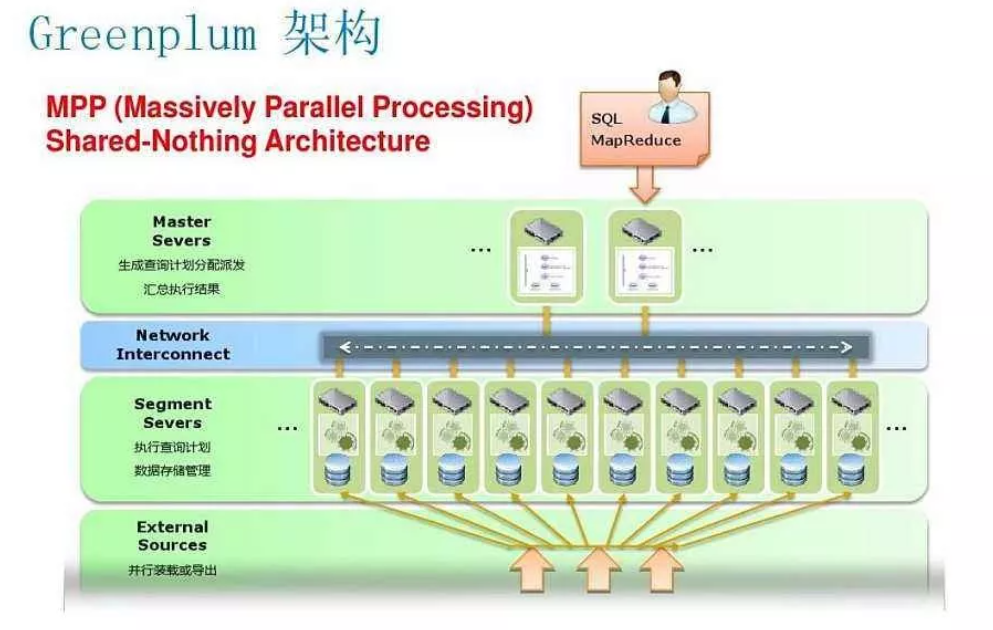 Greenplum 架构
MPP (Massively Parallel Processing)
Shared-Nothing Architecture
SQL
MapReduce
Master
Severs
生成查询计划分配派发
汇总执行结果
...
...
Network
Interconnect
Segment
Severs
执行查询计划
数据存储管理
...
...
External
Sources
并行装载或导出